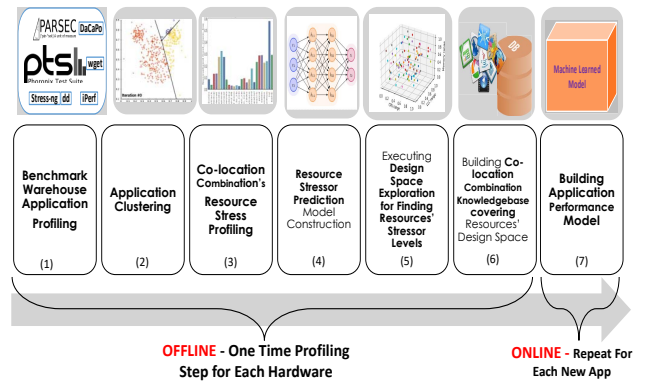 PARSEC
DaCaPo
pts
wget
Phoronix Test Suite
Stress-ng
dd
iPerf
Iteration #3
DB
Machine Learned
Model
Benchmark
Warehouse
Application
Profiling
(1)
Application
Clustering
(2)
Co-location
Combination's
Resource
Stress
Profiling
(3)
Resource
Stressor
Prediction
Model
Construction
(4)
Executing
Design
Space
Exploration
for Finding
Resources'
Stressor
Levels
(5)
Building Co-
location
Combination
Knowledgebase
covering
Resources'
Design Space
(6)
Building
Application
Performance
Model
(7)
OFFLINE - One Time Profiling
Step for Each Hardware
ONLINE - Repeat For
Each New App